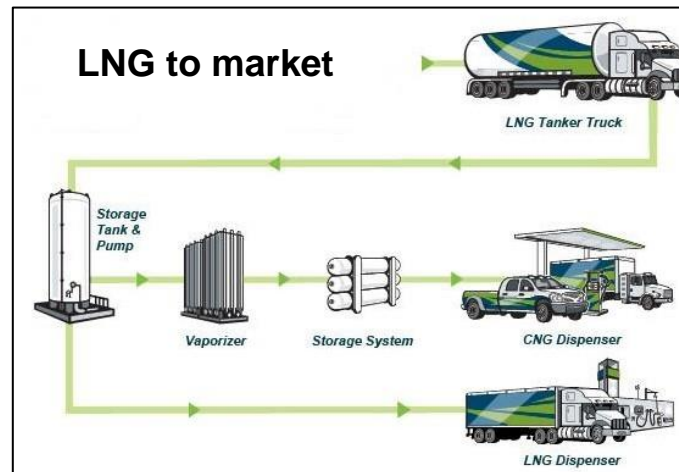 LNG to market
LNG Tanker Truck
Storage
Tank &
Pump
Vaporizer
Storage System
CNG Dispenser
LNG Dispenser